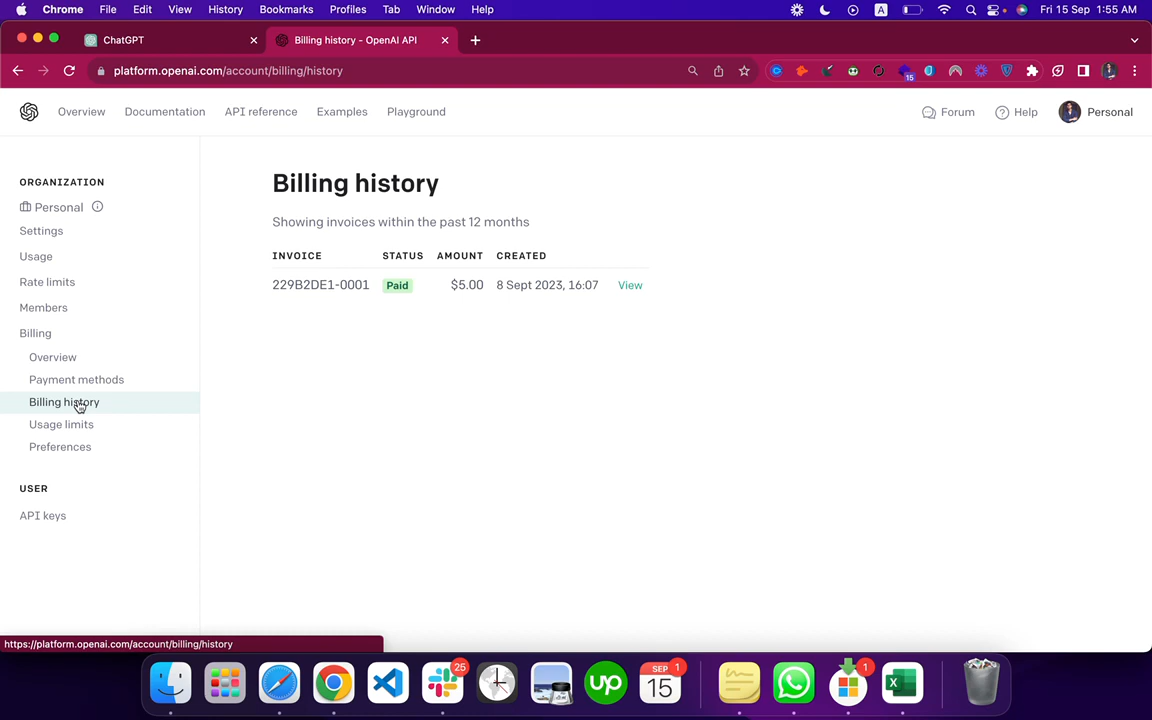 Chrome File Edit View History Bookmarks Profiles Tab Window Help A Fri 15 Sep 1:55 AM
ChatGPT Billing history - OpenAI API
platform.openai.com/account/billing/history 15
Overview Documentation API reference Examples Playground Forum Help Personal
ORGANIZATION
Personal
Settings
Usage
Rate limits
Members
Billing
Overview
Payment methods
Billing history
Usage limits
Preferences
USER
API keys
Billing history
Showing invoices within the past 12 months
INVOICE STATUS AMOUNT CREATED
229B2DE1-0001 Paid $5.00 8 Sept 2023, 16:07 View
https://platform.openai.com/account/billing/history
25 up SEP 15 1 1 X